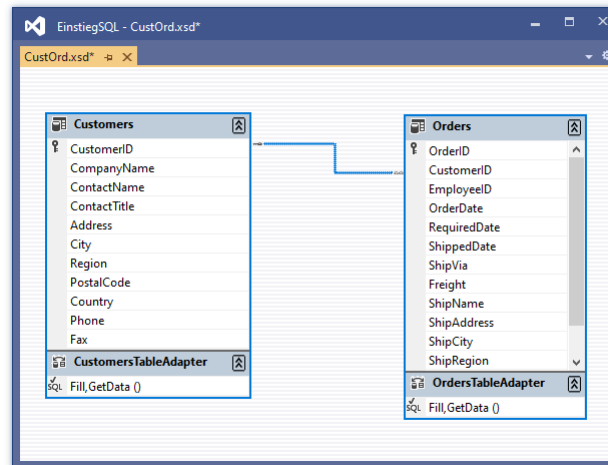 EinstiegSQL - CustOrd.xsd*
CustOrd.xsd*
Customers
CustomerID
CompanyName
ContactName
ContactTitle
Address
City
Region
PostalCode
Country
Phone
Fax
CustomersTableAdapter
SQL Fill,GetData ()
Orders
OrderID
CustomerID
EmployeeID
OrderDate
RequiredDate
ShippedDate
ShipVia
Freight
ShipName
ShipAddress
ShipCity
ShipRegion
OrdersTableAdapter
SQL Fill,GetData ()